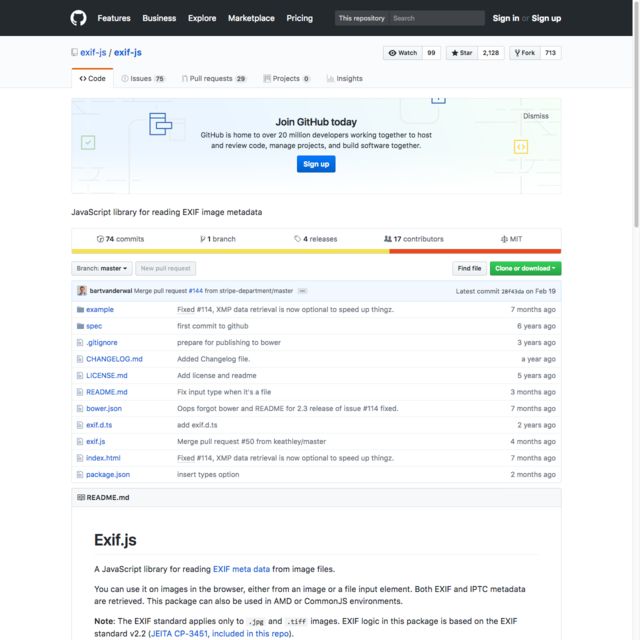 Features Business Explore Marketplace Pricing This repository Search Sign in or Sign up
exif-js / exif-js Watch 99 Star 2,128 Fork 713
Code Issues 75 Pull requests 29 Projects 0 Insights
Dismiss
Join GitHub today
GitHub is home to over 20 million developers working together to host
and review code, manage projects, and build software together.
Sign up
JavaScript library for reading EXIF image metadata
74 commits 1 branch 4 releases 17 contributors MIT
Branch: master New pull request Find file Clone or download
bartvanderwal Merge pull request #144 from stripe-department/master Latest commit 28f43da on Feb 19
example Fixed #114, XMP data retrieval is now optional to speed up thingz. 7 months ago
spec first commit to github 6 years ago
.gitignore prepare for publishing to bower 3 years ago
CHANGELOG.md Added Changelog file. a year ago
LICENSE.md Add license and readme 5 years ago
README.md Fix input type when it's a file 3 months ago
bower.json Oops forgot bower and README for 2.3 release of issue #114 fixed. 7 months ago
exif.d.ts add exif.d.ts 2 years ago
exif.js Merge pull request #50 from keathley/master 4 months ago
index.html Fixed #114, XMP data retrieval is now optional to speed up thingz. 7 months ago
package.json insert types option 2 months ago
README.md
Exif.js
A JavaScript library for reading EXIF meta data from image files.
You can use it on images in the browser, either from an image or a file input element. Both EXIF and IPTC metadata
are retrieved. This package can also be used in AMD or CommonJS environments.
Note: The EXIF standard applies only to .jpg and .tiff images. EXIF logic in this package is based on the EXIF
standard v2.2 (JEITA CP-3451, included in this repo).